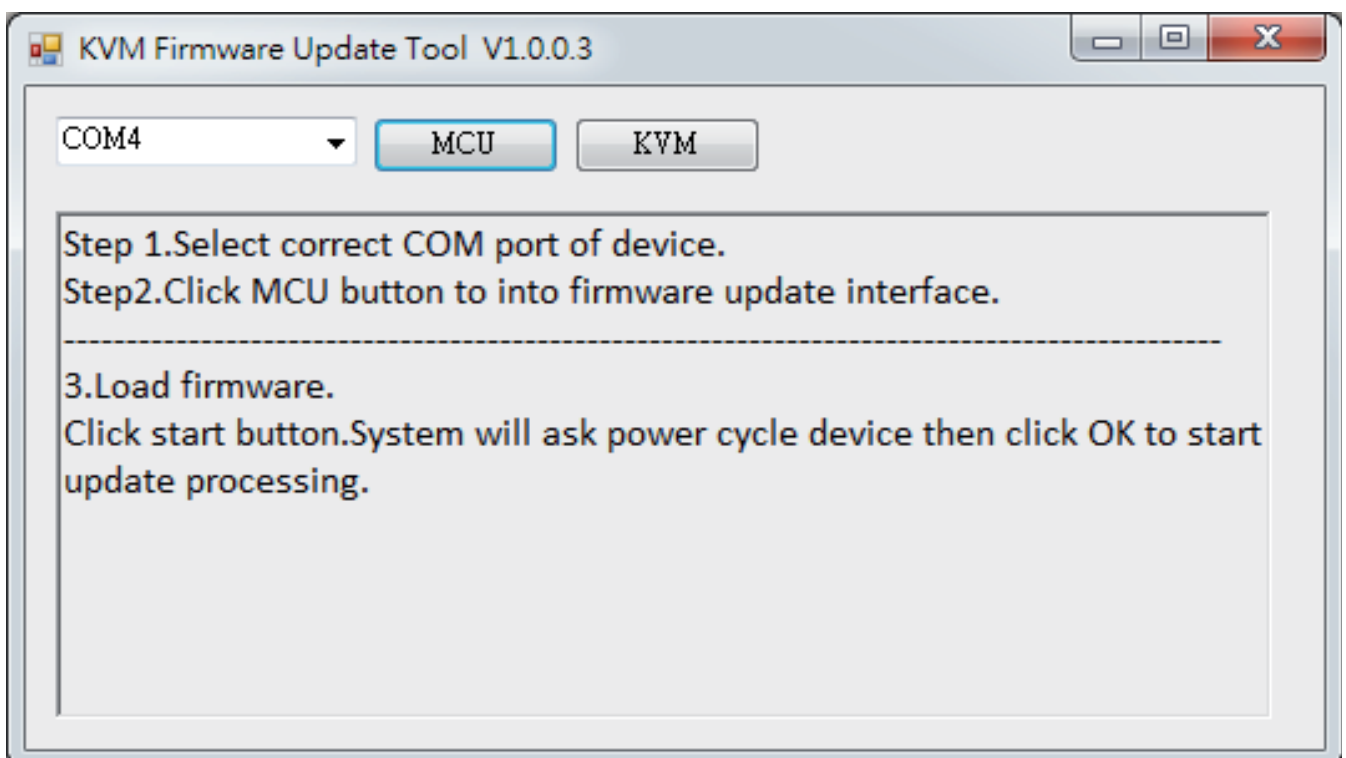 KVM Firmware Update Tool V1.0.0.3
COM4 MCU KVM
Step 1.Select correct COM port of device.
Step2.Click MCU button to into firmware update interface.
--------------------------------------------------------------------------------------------
3.Load firmware.
Click start button.System will ask power cycle device then click OK to start
update processing.